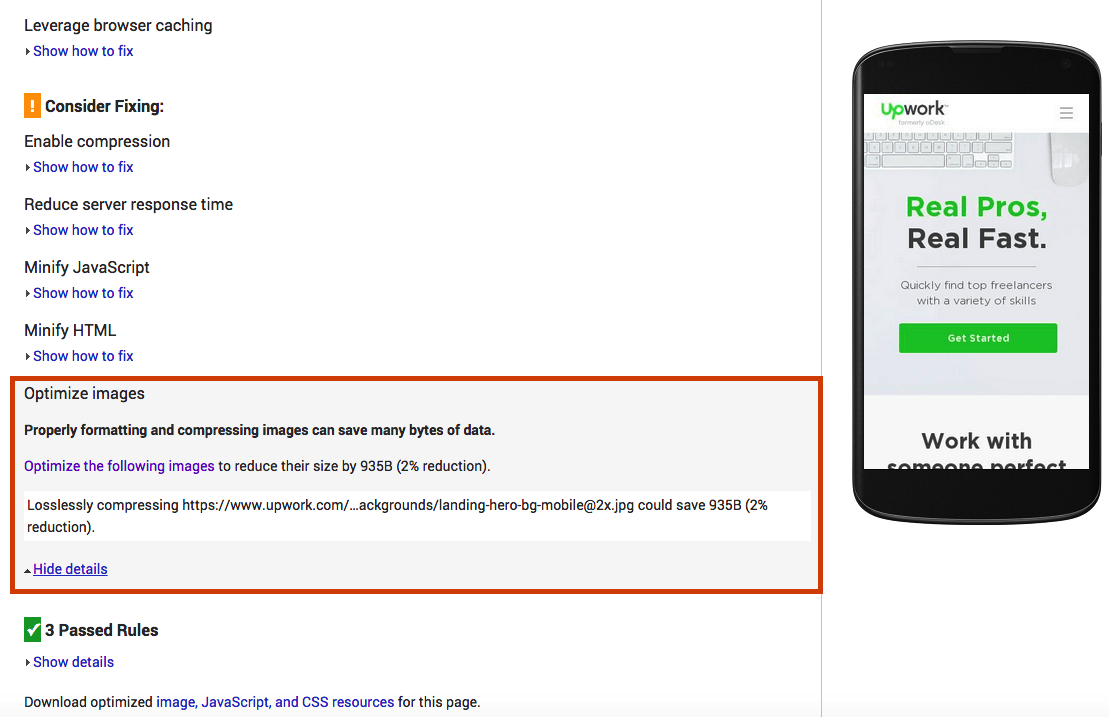 Leverage browser caching
Show how to fix
! Consider Fixing:
Enable compression
Show how to fix
Reduce server response time
Show how to fix
Minify JavaScript
Show how to fix
Minify HTML
Show how to fix
Optimize images
Properly formatting and compressing images can save many bytes of data.
Optimize the following images to reduce their size by 935B (2% reduction).
Losslessly compressing https://www.upwork.com/…ackgrounds/landing-hero-bg-mobile@2x.jpg could save 935B (2%
reduction).
Hide details
3 Passed Rules
Show details
Download optimized image, JavaScript, and CSS resources for this page.
Upwork™
formerly oDesk
Real Pros,
Real Fast.
Quickly find top freelancers
with a variety of skills
Get Started
Work with
someone perfect